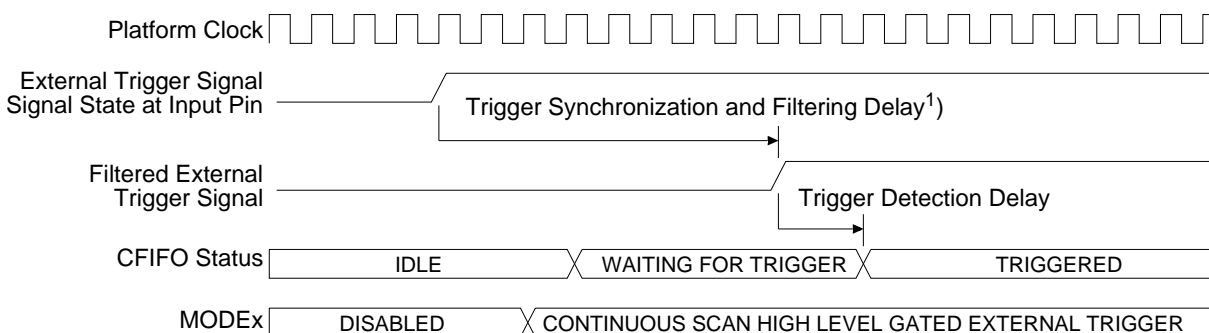 Platform Clock
External Trigger Signal
Signal State at Input Pin
Trigger Synchronization and Filtering Delay1)
Filtered External
Trigger Signal
Trigger Detection Delay
CFIFO Status
IDLE
WAITING FOR TRIGGER
TRIGGERED
MODEx
DISABLED
CONTINUOUS SCAN HIGH LEVEL GATED EXTERNAL TRIGGER